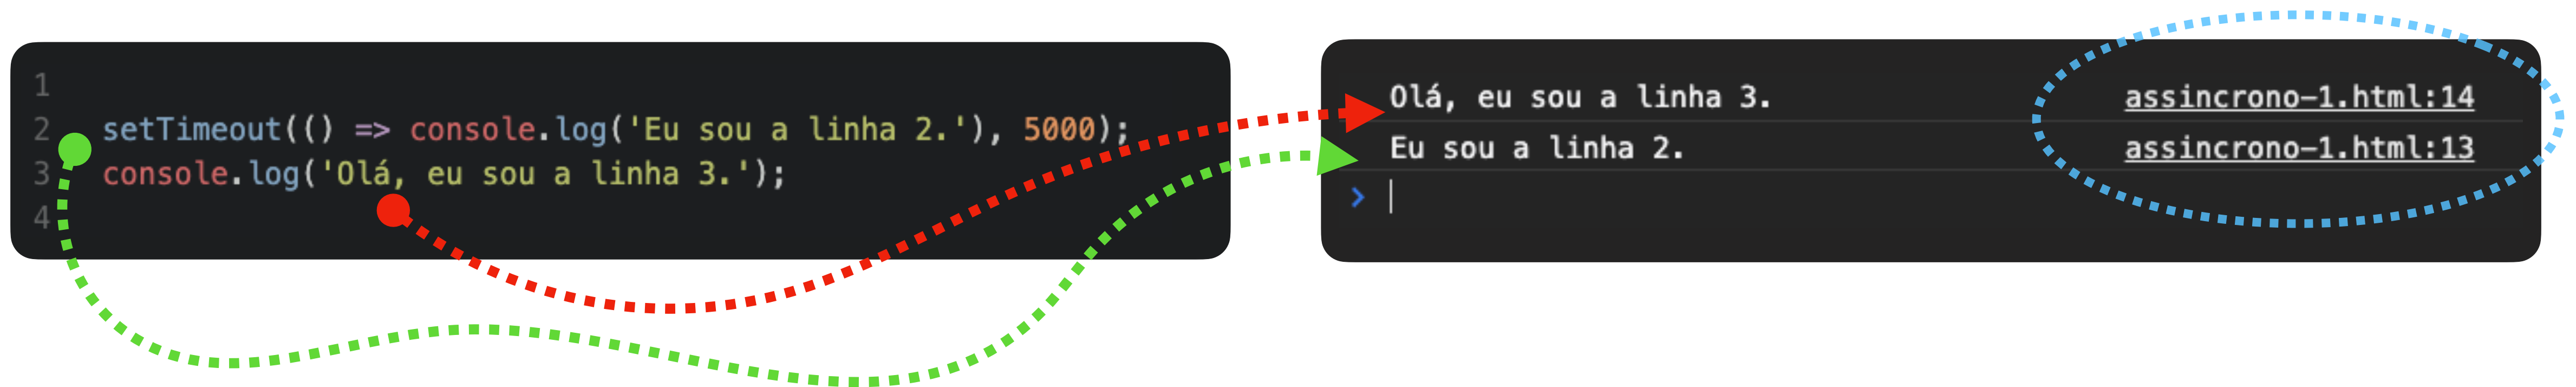 1
2 setTimeout(() => console.log('Eu sou a linha 2.'), 5000);
3 console.log('Olá, eu sou a linha 3.');
4
Olá, eu sou a linha 3. assincrono-1.html:14
Eu sou a linha 2. assincrono-1.html:13
>